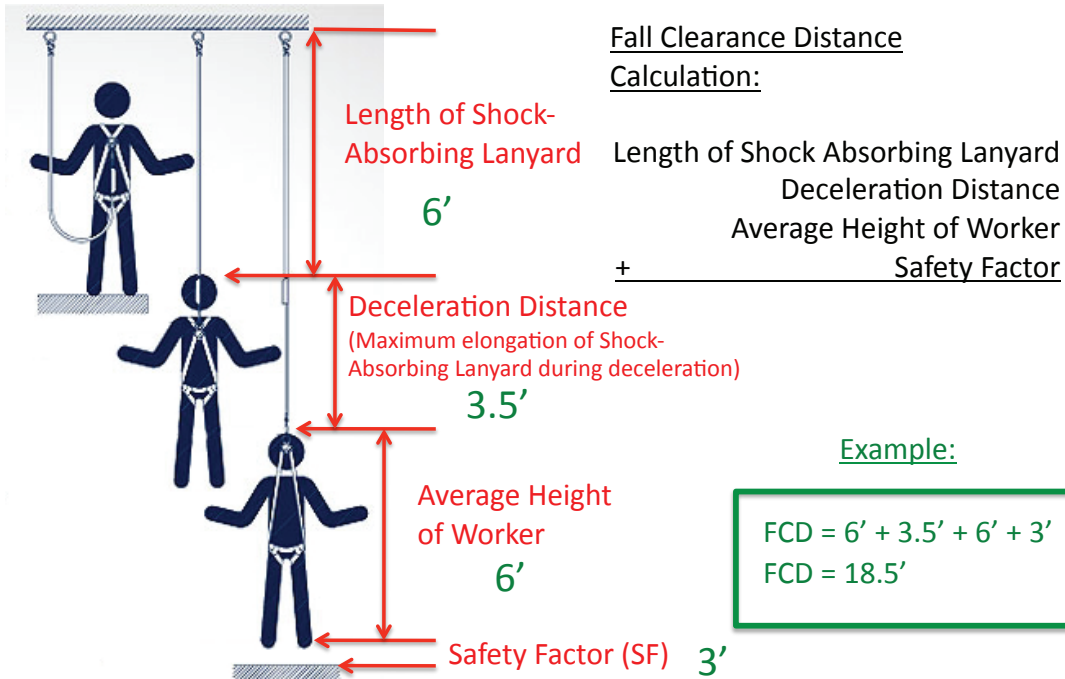 Fall Clearance Distance
Calculation:
Length of Shock Absorbing Lanyard
Deceleration Distance
Average Height of Worker
+ Safety Factor
Length of Shock-
Absorbing Lanyard
6’
Deceleration Distance
(Maximum elongation of Shock-
Absorbing Lanyard during deceleration)
3.5’
Average Height
of Worker
6’
Safety Factor (SF) 3’
Example:
FCD = 6’ + 3.5’ + 6’ + 3’
FCD = 18.5’